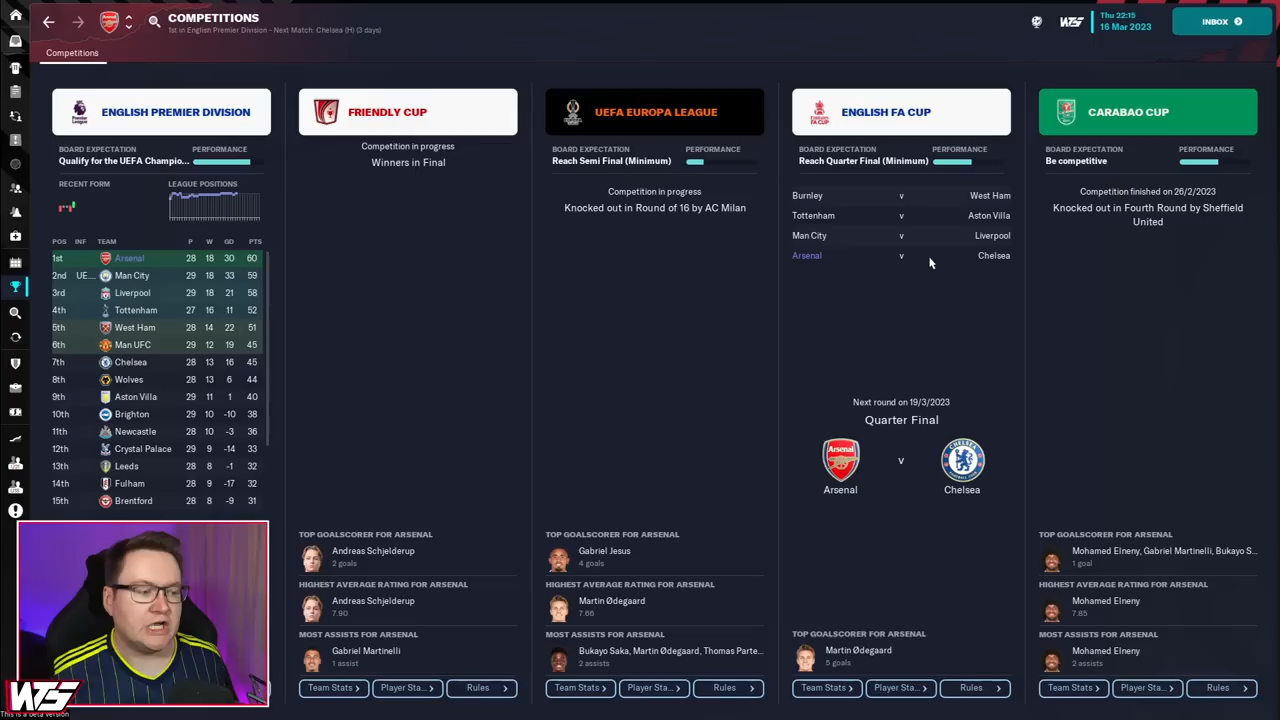 COMPETITIONS
1st in English Premier Division - Next Match: Chelsea (H) (3 days)
WTS
Thu 22:15
16 Mar 2023
INBOX
Competitions
ENGLISH PREMIER DIVISION
BOARD EXPECTATION
PERFORMANCE
Qualify for the UEFA Champio...
RECENT FORM
LEAGUE POSITIONS
POS INF TEAM P W GD PTS
1st Arsenal 28 18 30 60
2nd UE... Man City 29 18 33 59
3rd Liverpool 29 18 21 58
4th Tottenham 27 16 11 52
5th West Ham 28 14 22 51
6th Man UFC 29 12 19 45
7th Chelsea 28 13 16 45
8th Wolves 28 13 6 44
9th Aston Villa 29 11 1 40
10th Brighton 29 10 -10 38
11th Newcastle 28 10 -3 36
12th Crystal Palace 29 9 -14 33
13th Leeds 28 8 -1 32
14th Fulham 28 9 -17 32
15th Brentford 28 8 -9 31
FRIENDLY CUP
Competition in progress
Winners in Final
TOP GOALSCORER FOR ARSENAL
Andreas Schjelderup
2 goals
HIGHEST AVERAGE RATING FOR ARSENAL
Andreas Schjelderup
7.90
MOST ASSISTS FOR ARSENAL
Gabriel Martinelli
1 assist
Team Stats Player Sta... Rules
UEFA EUROPA LEAGUE
BOARD EXPECTATION
PERFORMANCE
Reach Semi Final (Minimum)
Competition in progress
Knocked out in Round of 16 by AC Milan
TOP GOALSCORER FOR ARSENAL
Gabriel Jesus
4 goals
HIGHEST AVERAGE RATING FOR ARSENAL
Martin Ødegaard
7.66
MOST ASSISTS FOR ARSENAL
Bukayo Saka, Martin Ødegaard, Thomas Parte...
2 assists
Team Stats Player Sta... Rules
ENGLISH FA CUP
BOARD EXPECTATION
PERFORMANCE
Reach Quarter Final (Minimum)
Burnley v West Ham
Tottenham v Aston Villa
Man City v Liverpool
Arsenal v Chelsea
Next round on 19/3/2023
Quarter Final
v
Arsenal Chelsea
TOP GOALSCORER FOR ARSENAL
Martin Ødegaard
5 goals
Team Stats Player Sta... Rules
CARABAO CUP
BOARD EXPECTATION
PERFORMANCE
Be competitive
Competition finished on 26/2/2023
Knocked out in Fourth Round by Sheffield
United
TOP GOALSCORER FOR ARSENAL
Mohamed Elneny, Gabriel Martinelli, Bukayo S...
1 goal
HIGHEST AVERAGE RATING FOR ARSENAL
Mohamed Elneny
7.85
MOST ASSISTS FOR ARSENAL
Mohamed Elneny
2 assists
Team Stats Player Sta... Rules
WTS
This is a beta version